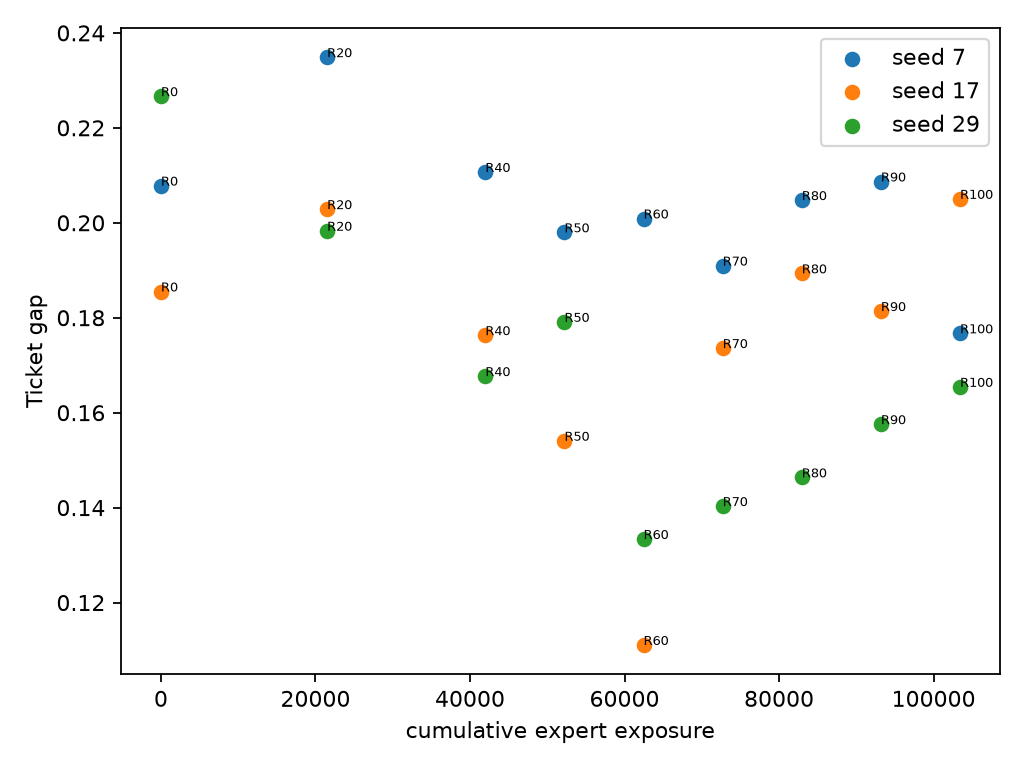 0.24
0.22
0.20
0.18
0.16
0.14
0.12
Ticket gap
0
20000
40000
60000
80000
100000
cumulative expert exposure
seed 7
seed 17
seed 29
R20
R0
R0
R40
R90
R100
R20
R80
R60
R20
R50
R70
R0
R80
R90
R50
R40
R100
R70
R40
R100
R90
R50
R80
R70
R60
R60